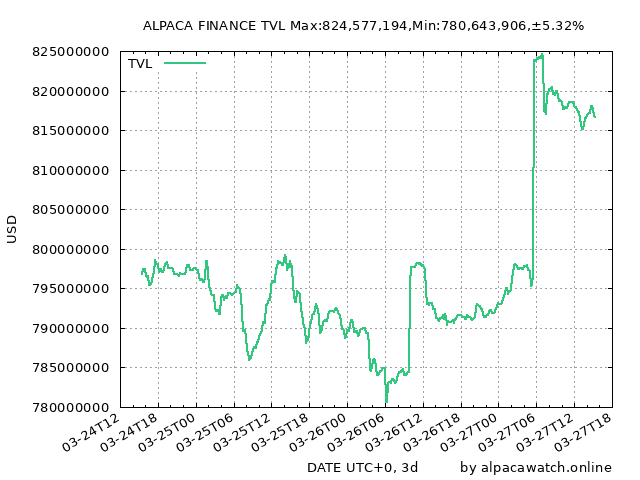 ALPACA FINANCE TVL Max:824,577,194,Min:780,643,906,±5.32%
TVL
825000000
820000000
815000000
810000000
805000000
800000000
795000000
790000000
785000000
780000000
USD
03-24T12
03-24T18
03-25T00
03-25T06
03-25T12
03-25T18
03-26T00
03-26T06
03-26T12
03-26T18
03-27T00
03-27T06
03-27T12
03-27T18
DATE UTC+0, 3d
by alpacawatch.online